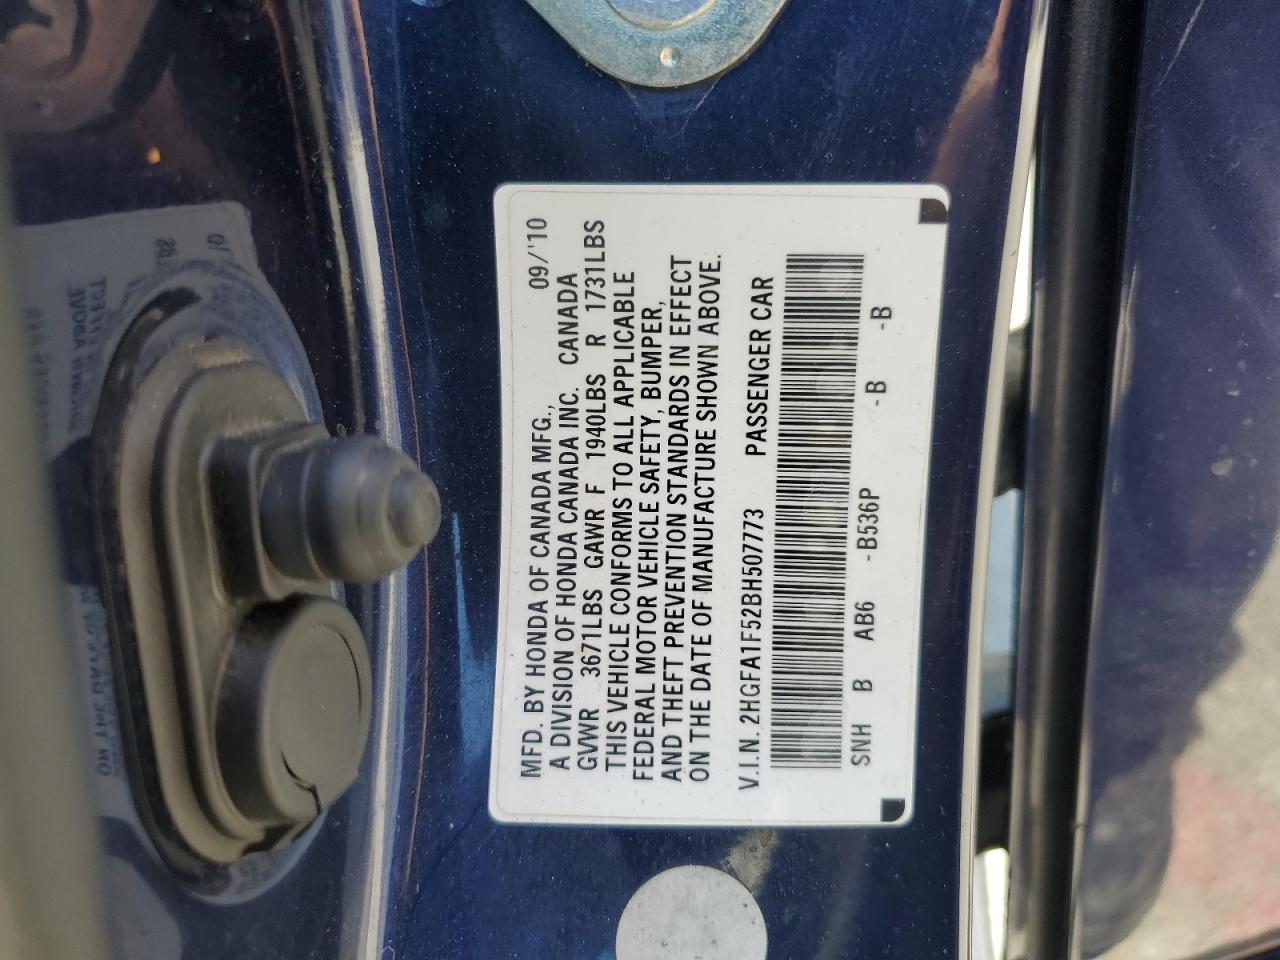 MFD. BY HONDA OF CANADA MFG., 09/'10
A DIVISION OF HONDA CANADA INC. CANADA
GVWR 3671LBS GAWR F 1940LBS R 1731LBS
THIS VEHICLE CONFORMS TO ALL APPLICABLE
FEDERAL MOTOR VEHICLE SAFETY, BUMPER,
AND THEFT PREVENTION STANDARDS IN EFFECT
ON THE DATE OF MANUFACTURE SHOWN ABOVE.
V.I.N. 2HGFA1F52BH507773 PASSENGER CAR
SNH B AB6 -B536P -B -B